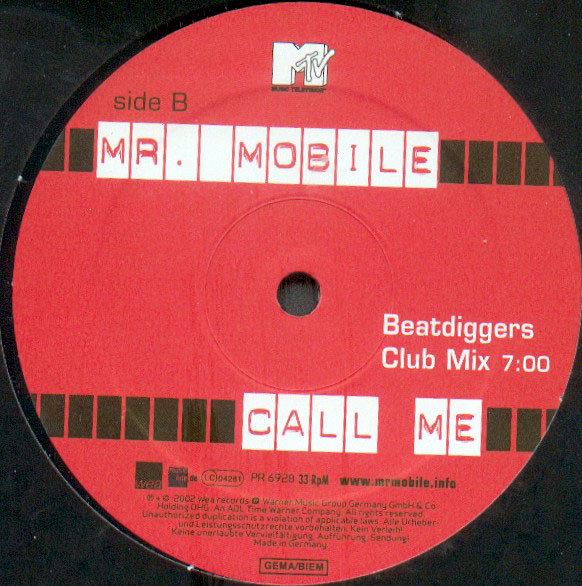 MTV
MUSIC TELEVISION
side B
MR. MOBILE
Beatdiggers
Club Mix 7:00
CALL ME
wea de LC 04281 PR 6928 33 RpM www.mrmobile.info
℗ + © 2002 Wea records @ Warner Music Group Germany GmbH & Co
Holding OHG. An AOL Time Warner Company. All rights reserved.
Unauthorized duplication is a violation of applicable laws. Alle Urheber-
und Leistungsschutzrechte vorbehalten. Kein Verleih!
Keine unerlaubte Vervielfältigung, Aufführung, Sendung!
Made in Germany
GEMA/BIEM